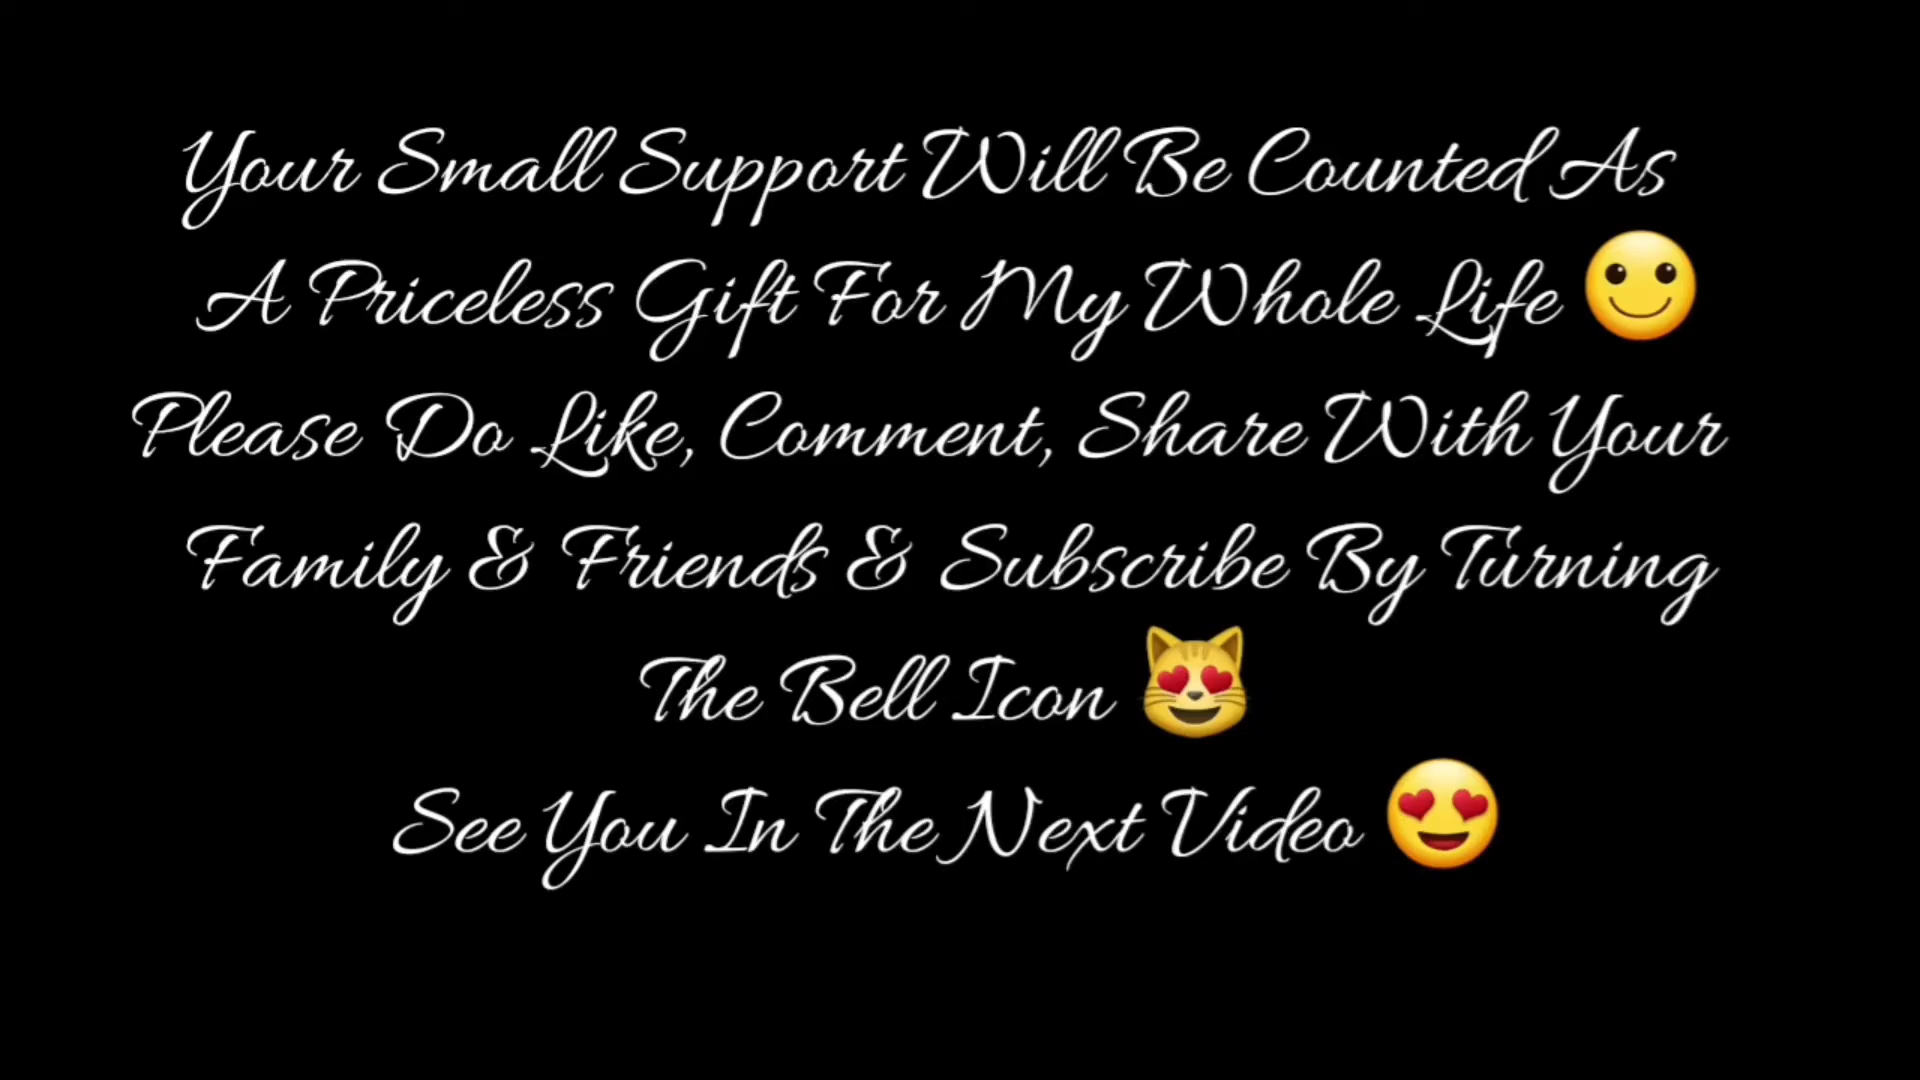 Your Small Support Will Be Counted As
A Priceless Gift For My Whole Life 🙂
Please Do Like, Comment, Share With Your
Family & Friends & Subscribe By Turning
The Bell Icon 😻
See You In The Next Video 😍